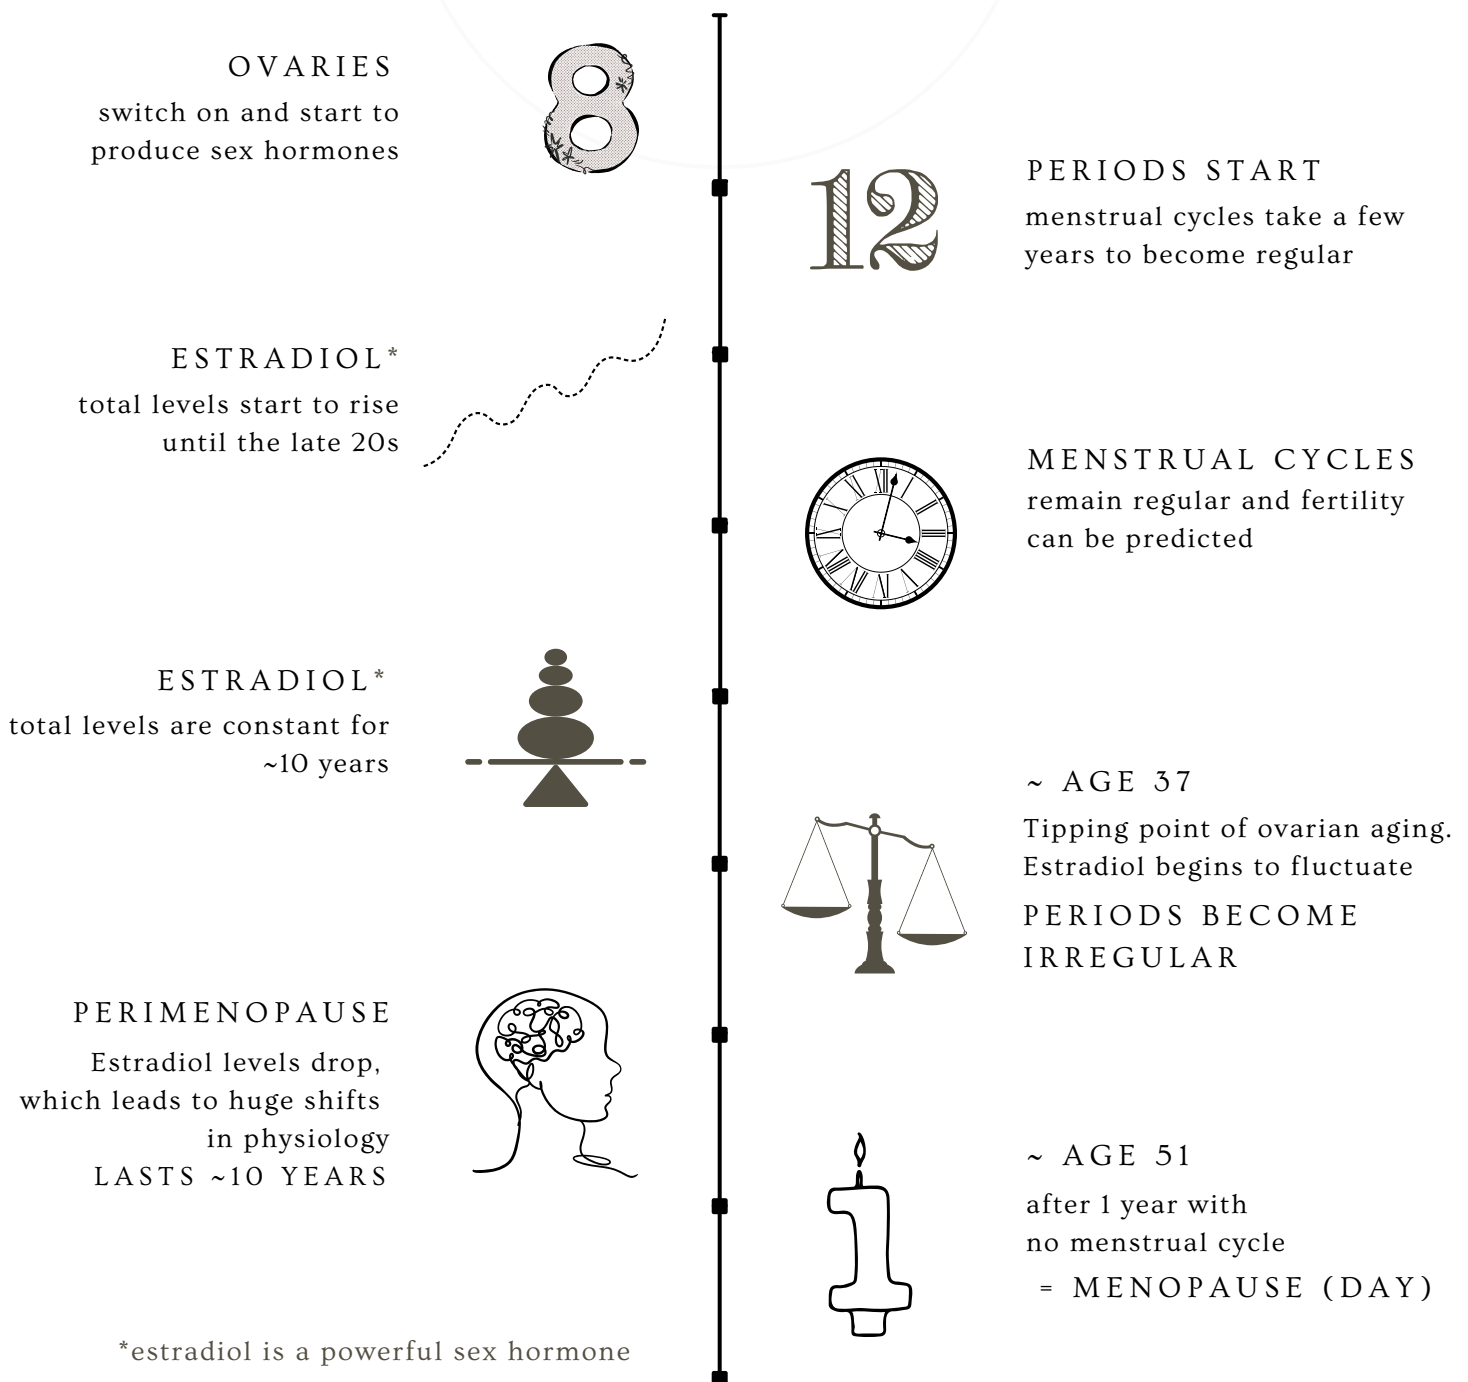 OVARIES
switch on and start to
produce sex hormones
8
12
PERIODS START
menstrual cycles take a few
years to become regular
ESTRADIOL*
total levels start to rise
until the late 20s
MENSTRUAL CYCLES
remain regular and fertility
can be predicted
ESTRADIOL*
total levels are constant for
~10 years
~ AGE 37
Tipping point of ovarian aging.
Estradiol begins to fluctuate
PERIODS BECOME
IRREGULAR
PERIMENOPAUSE
Estradiol levels drop,
which leads to huge shifts
in physiology
LASTS ~10 YEARS
1
~ AGE 51
after 1 year with
no menstrual cycle
= MENOPAUSE (DAY)
*estradiol is a powerful sex hormone